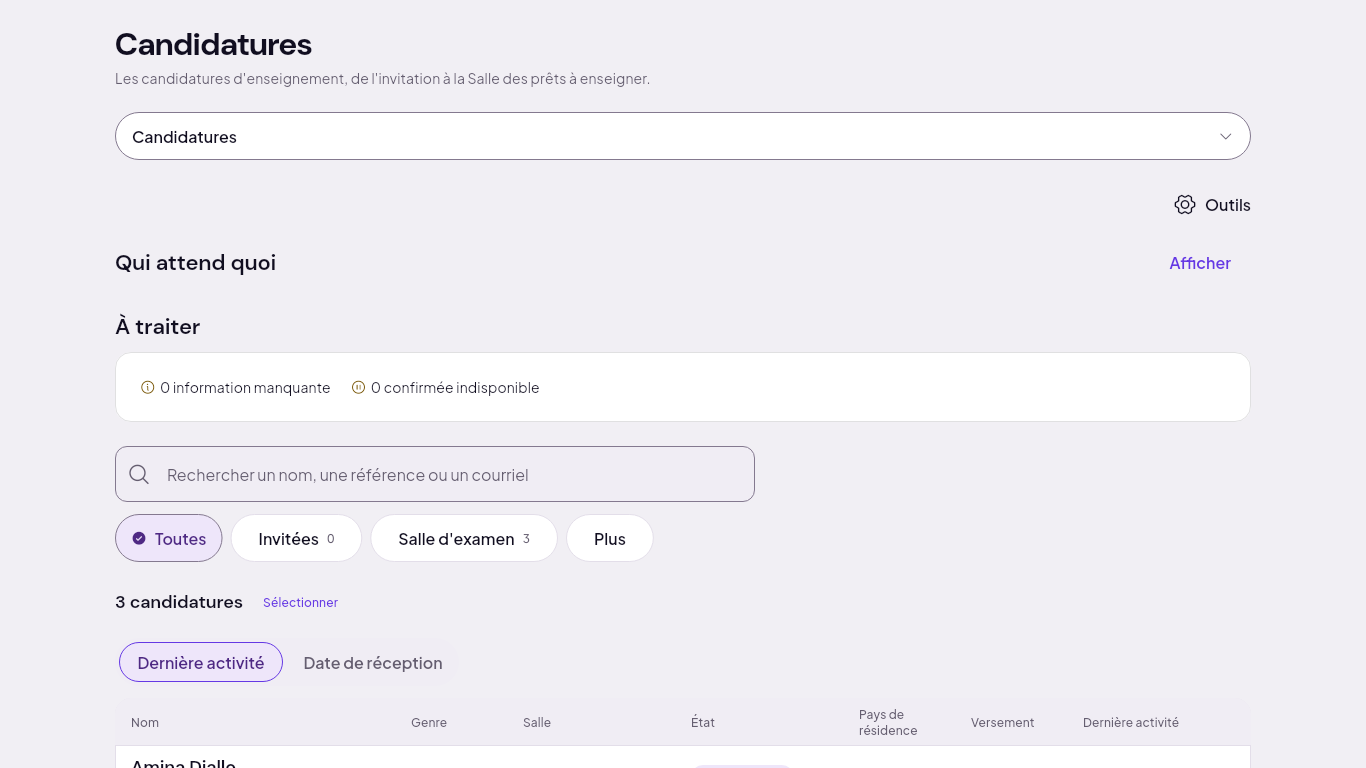 Candidatures
Les candidatures d'enseignement, de l'invitation à la Salle des prêts à enseigner.
Candidatures
Outils
Qui attend quoi
Afficher
À traiter
0 information manquante
0 confirmée indisponible
Rechercher un nom, une référence ou un courriel
Toutes
Invitées 0
Salle d'examen 3
Plus
3 candidatures
Sélectionner
Dernière activité
Date de réception
Nom
Genre
Salle
État
Pays de
résidence
Versement
Dernière activité
Amina Dialle